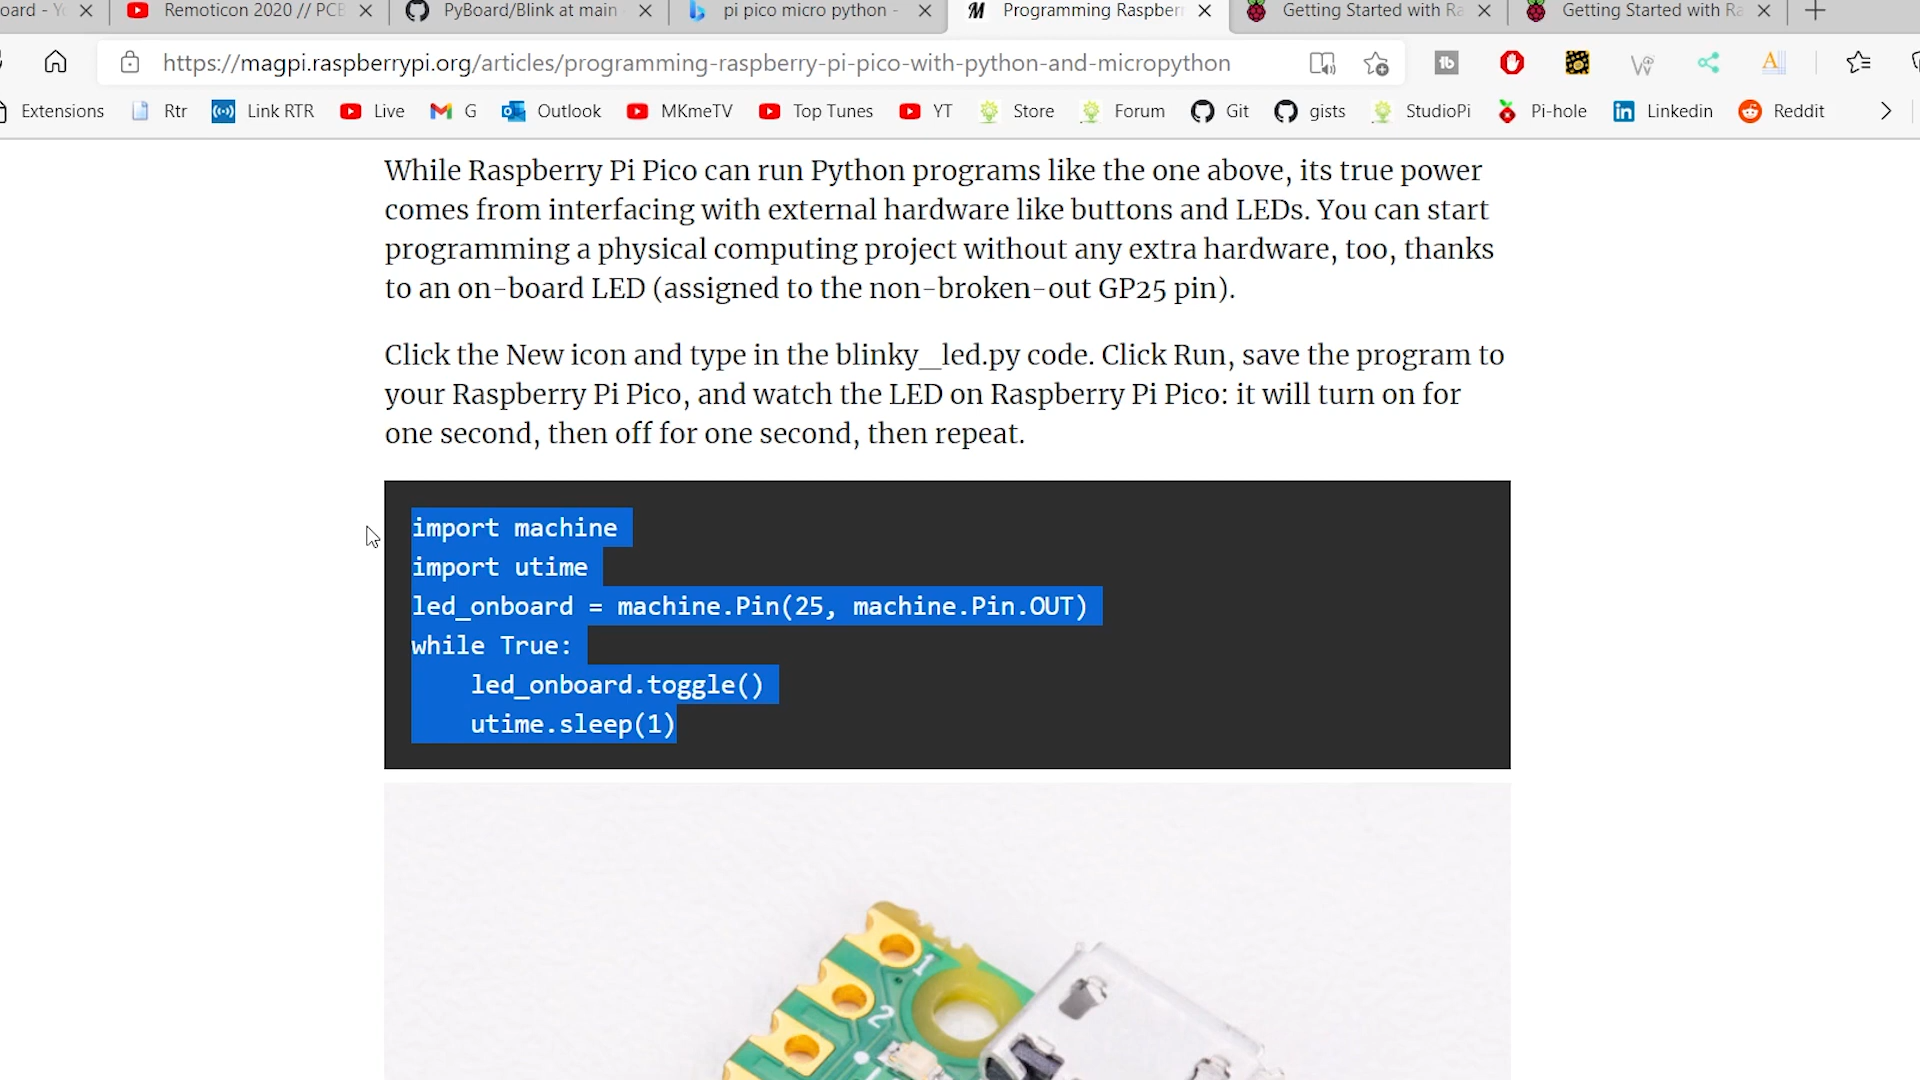 oard - Yo
Remoticon 2020 // PCB
PyBoard/Blink at main
pi pico micro python -
Programming Raspberr
Getting Started with Ra
Getting Started with Ra
https://magpi.raspberrypi.org/articles/programming-raspberry-pi-pico-with-python-and-micropython
Extensions Rtr Link RTR Live G Outlook MKmeTV Top Tunes YT Store Forum Git gists StudioPi Pi-hole Linkedin Reddit
While Raspberry Pi Pico can run Python programs like the one above, its true power
comes from interfacing with external hardware like buttons and LEDs. You can start
programming a physical computing project without any extra hardware, too, thanks
to an on-board LED (assigned to the non-broken-out GP25 pin).
Click the New icon and type in the blinky_led.py code. Click Run, save the program to
your Raspberry Pi Pico, and watch the LED on Raspberry Pi Pico: it will turn on for
one second, then off for one second, then repeat.
import machine
import utime
led_onboard = machine.Pin(25, machine.Pin.OUT)
while True:
    led_onboard.toggle()
    utime.sleep(1)
1
2